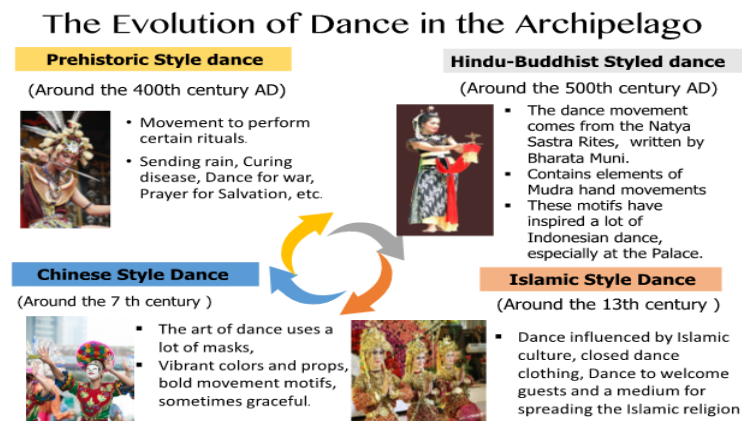 The Evolution of Dance in the Archipelago
Prehistoric Style dance
(Around the 400th century AD)
• Movement to perform
certain rituals.
• Sending rain, Curing
disease, Dance for war,
Prayer for Salvation, etc.
Hindu-Buddhist Styled dance
(Around the 500th century AD)
▪ The dance movement
comes from the Natya
Sastra Rites, written by
Bharata Muni.
▪ Contains elements of
Mudra hand movements
▪ These motifs have
inspired a lot of
Indonesian dance,
especially at the Palace.
Chinese Style Dance
(Around the 7 th century )
▪ The art of dance uses a
lot of masks,
▪ Vibrant colors and props,
bold movement motifs,
sometimes graceful.
Islamic Style Dance
(Around the 13th century )
▪ Dance influenced by Islamic
culture, closed dance
clothing, Dance to welcome
guests and a medium for
spreading the Islamic religion